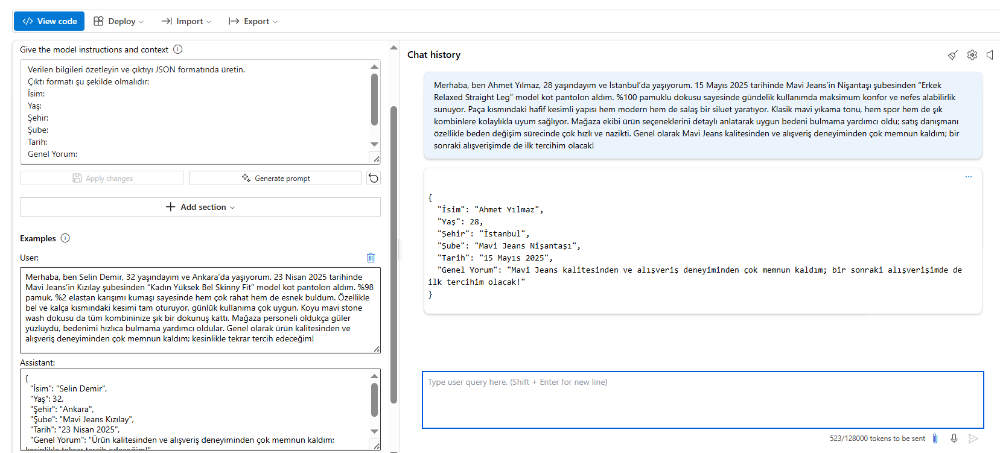 View code
Deploy
Import
Export
Give the model instructions and context
Verilen bilgileri özetleyin ve çıktıyı JSON formatında üretin.
Çıktı formatı şu şekilde olmalıdır:
İsim:
Yaş:
Şehir:
Şube:
Tarih:
Genel Yorum:
Apply changes
Generate prompt
Add section
Examples
User:
Merhaba, ben Selin Demir, 32 yaşındayım ve Ankara’da yaşıyorum. 23 Nisan 2025 tarihinde
Mavi Jeans’in Kızılay şubesinden “Kadın Yüksek Bel Skinny Fit” model kot pantolon aldım. %98
pamuk, %2 elastan karışımı kumaşı sayesinde hem çok rahat hem de esnek buldum. Özellikle
bel ve kalça kısmındaki kesimi tam oturuyor, günlük kullanıma çok uygun. Koyu mavi stone
wash dokusu da tüm kombininize şık bir dokunuş kattı. Mağaza personeli oldukça güler
yüzlüydü, bedenimi hızlıca bulmama yardımcı oldular. Genel olarak ürün kalitesinden ve
alışveriş deneyiminden çok memnun kaldım; kesinlikle tekrar tercih edeceğim!
Assistant:
{
"İsim": "Selin Demir",
"Yaş": 32,
"Şehir": "Ankara",
"Şube": "Mavi Jeans Kızılay",
"Tarih": "23 Nisan 2025",
"Genel Yorum": "Ürün kalitesinden ve alışveriş deneyiminden çok memnun kaldım;
kesinlikle tekrar tercih edeceğim!"
Chat history
Merhaba, ben Ahmet Yılmaz, 28 yaşındayım ve İstanbul’da yaşıyorum. 15 Mayıs 2025 tarihinde Mavi Jeans’in Nişantaşı şubesinden “Erkek
Relaxed Straight Leg” model kot pantolon aldım. %100 pamuklu dokusu sayesinde gündelik kullanımda maksimum konfor ve nefes alabilirlik
sunuyor. Paça kısmındaki hafif kesimli yapısı hem modern hem de salaş bir siluet yaratıyor. Klasik mavi yıkama tonu, hem spor hem de şık
kombinlere kolaylıkla uyum sağlıyor. Mağaza ekibi ürün seçeneklerini detaylı anlatarak uygun bedeni bulmama yardımcı oldu; satış danışmanı
özellikle beden değişim sürecinde çok hızlı ve nazikti. Genel olarak Mavi Jeans kalitesinden ve alışveriş deneyiminden çok memnun kaldım; bir
sonraki alışverişimde de ilk tercihim olacak!
{
"İsim": "Ahmet Yılmaz",
"Yaş": 28,
"Şehir": "İstanbul",
"Şube": "Mavi Jeans Nişantaşı",
"Tarih": "15 Mayıs 2025",
"Genel Yorum": "Mavi Jeans kalitesinden ve alışveriş deneyiminden çok memnun kaldım; bir sonraki alışverişimde de
ilk tercihim olacak!"
}
Type user query here. (Shift + Enter for new line)
523/128000 tokens to be sent